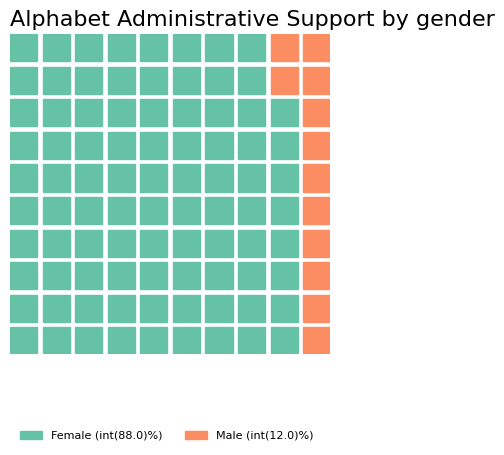 Alphabet Administrative Support by gender
Female (int(88.0)%) Male (int(12.0)%)